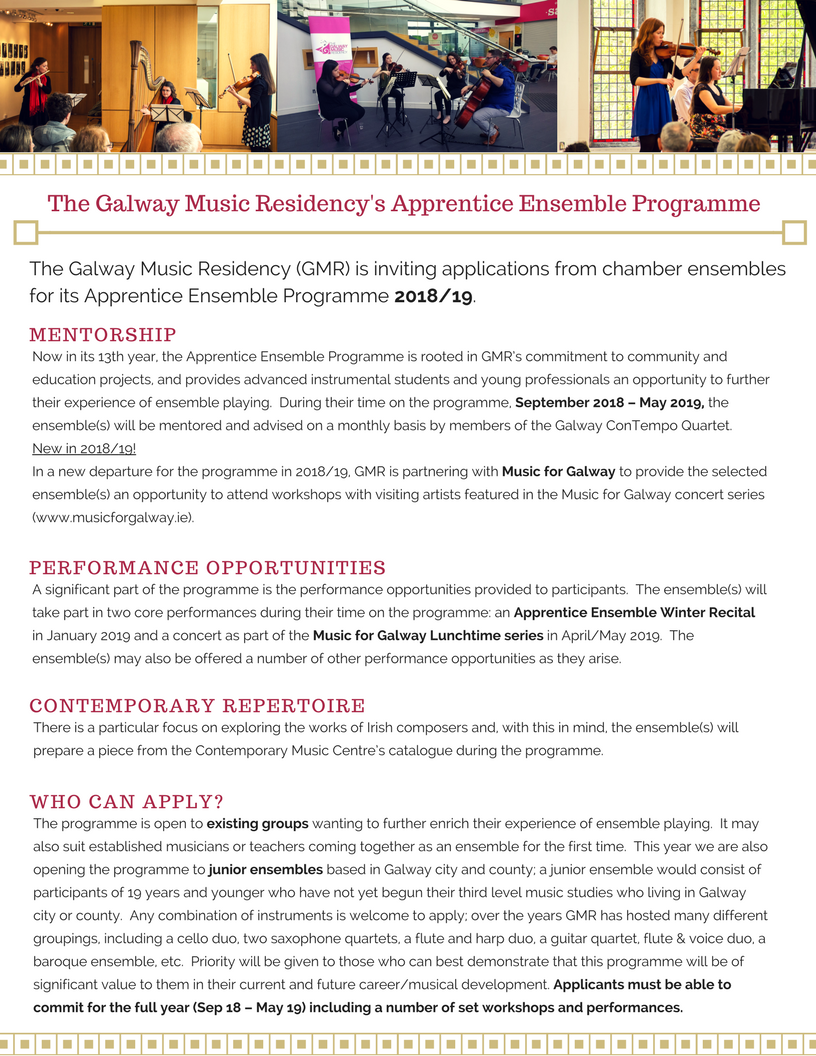 The Galway Music Residency's Apprentice Ensemble Programme
The Galway Music Residency (GMR) is inviting applications from chamber ensembles
for its Apprentice Ensemble Programme 2018/19.
MENTORSHIP
Now in its 13th year, the Apprentice Ensemble Programme is rooted in GMR's commitment to community and
education projects, and provides advanced instrumental students and young professionals an opportunity to further
their experience of ensemble playing. During their time on the programme, September 2018 – May 2019, the
ensemble(s) will be mentored and advised on a monthly basis by members of the Galway ConTempo Quartet.
New in 2018/19!
In a new departure for the programme in 2018/19, GMR is partnering with Music for Galway to provide the selected
ensemble(s) an opportunity to attend workshops with visiting artists featured in the Music for Galway concert series
(www.musicforgalway.ie).
PERFORMANCE OPPORTUNITIES
A significant part of the programme is the performance opportunities provided to participants. The ensemble(s) will
take part in two core performances during their time on the programme: an Apprentice Ensemble Winter Recital
in January 2019 and a concert as part of the Music for Galway Lunchtime series in April/May 2019. The
ensemble(s) may also be offered a number of other performance opportunities as they arise.
CONTEMPORARY REPERTOIRE
There is a particular focus on exploring the works of Irish composers and, with this in mind, the ensemble(s) will
prepare a piece from the Contemporary Music Centre's catalogue during the programme.
WHO CAN APPLY?
The programme is open to existing groups wanting to further enrich their experience of ensemble playing. It may
also suit established musicians or teachers coming together as an ensemble for the first time. This year we are also
opening the programme to junior ensembles based in Galway city and county; a junior ensemble would consist of
participants of 19 years and younger who have not yet begun their third level music studies who living in Galway
city or county. Any combination of instruments is welcome to apply; over the years GMR has hosted many different
groupings, including a cello duo, two saxophone quartets, a flute and harp duo, a guitar quartet, flute & voice duo, a
baroque ensemble, etc. Priority will be given to those who can best demonstrate that this programme will be of
significant value to them in their current and future career/musical development. Applicants must be able to
commit for the full year (Sep 18 – May 19) including a number of set workshops and performances.